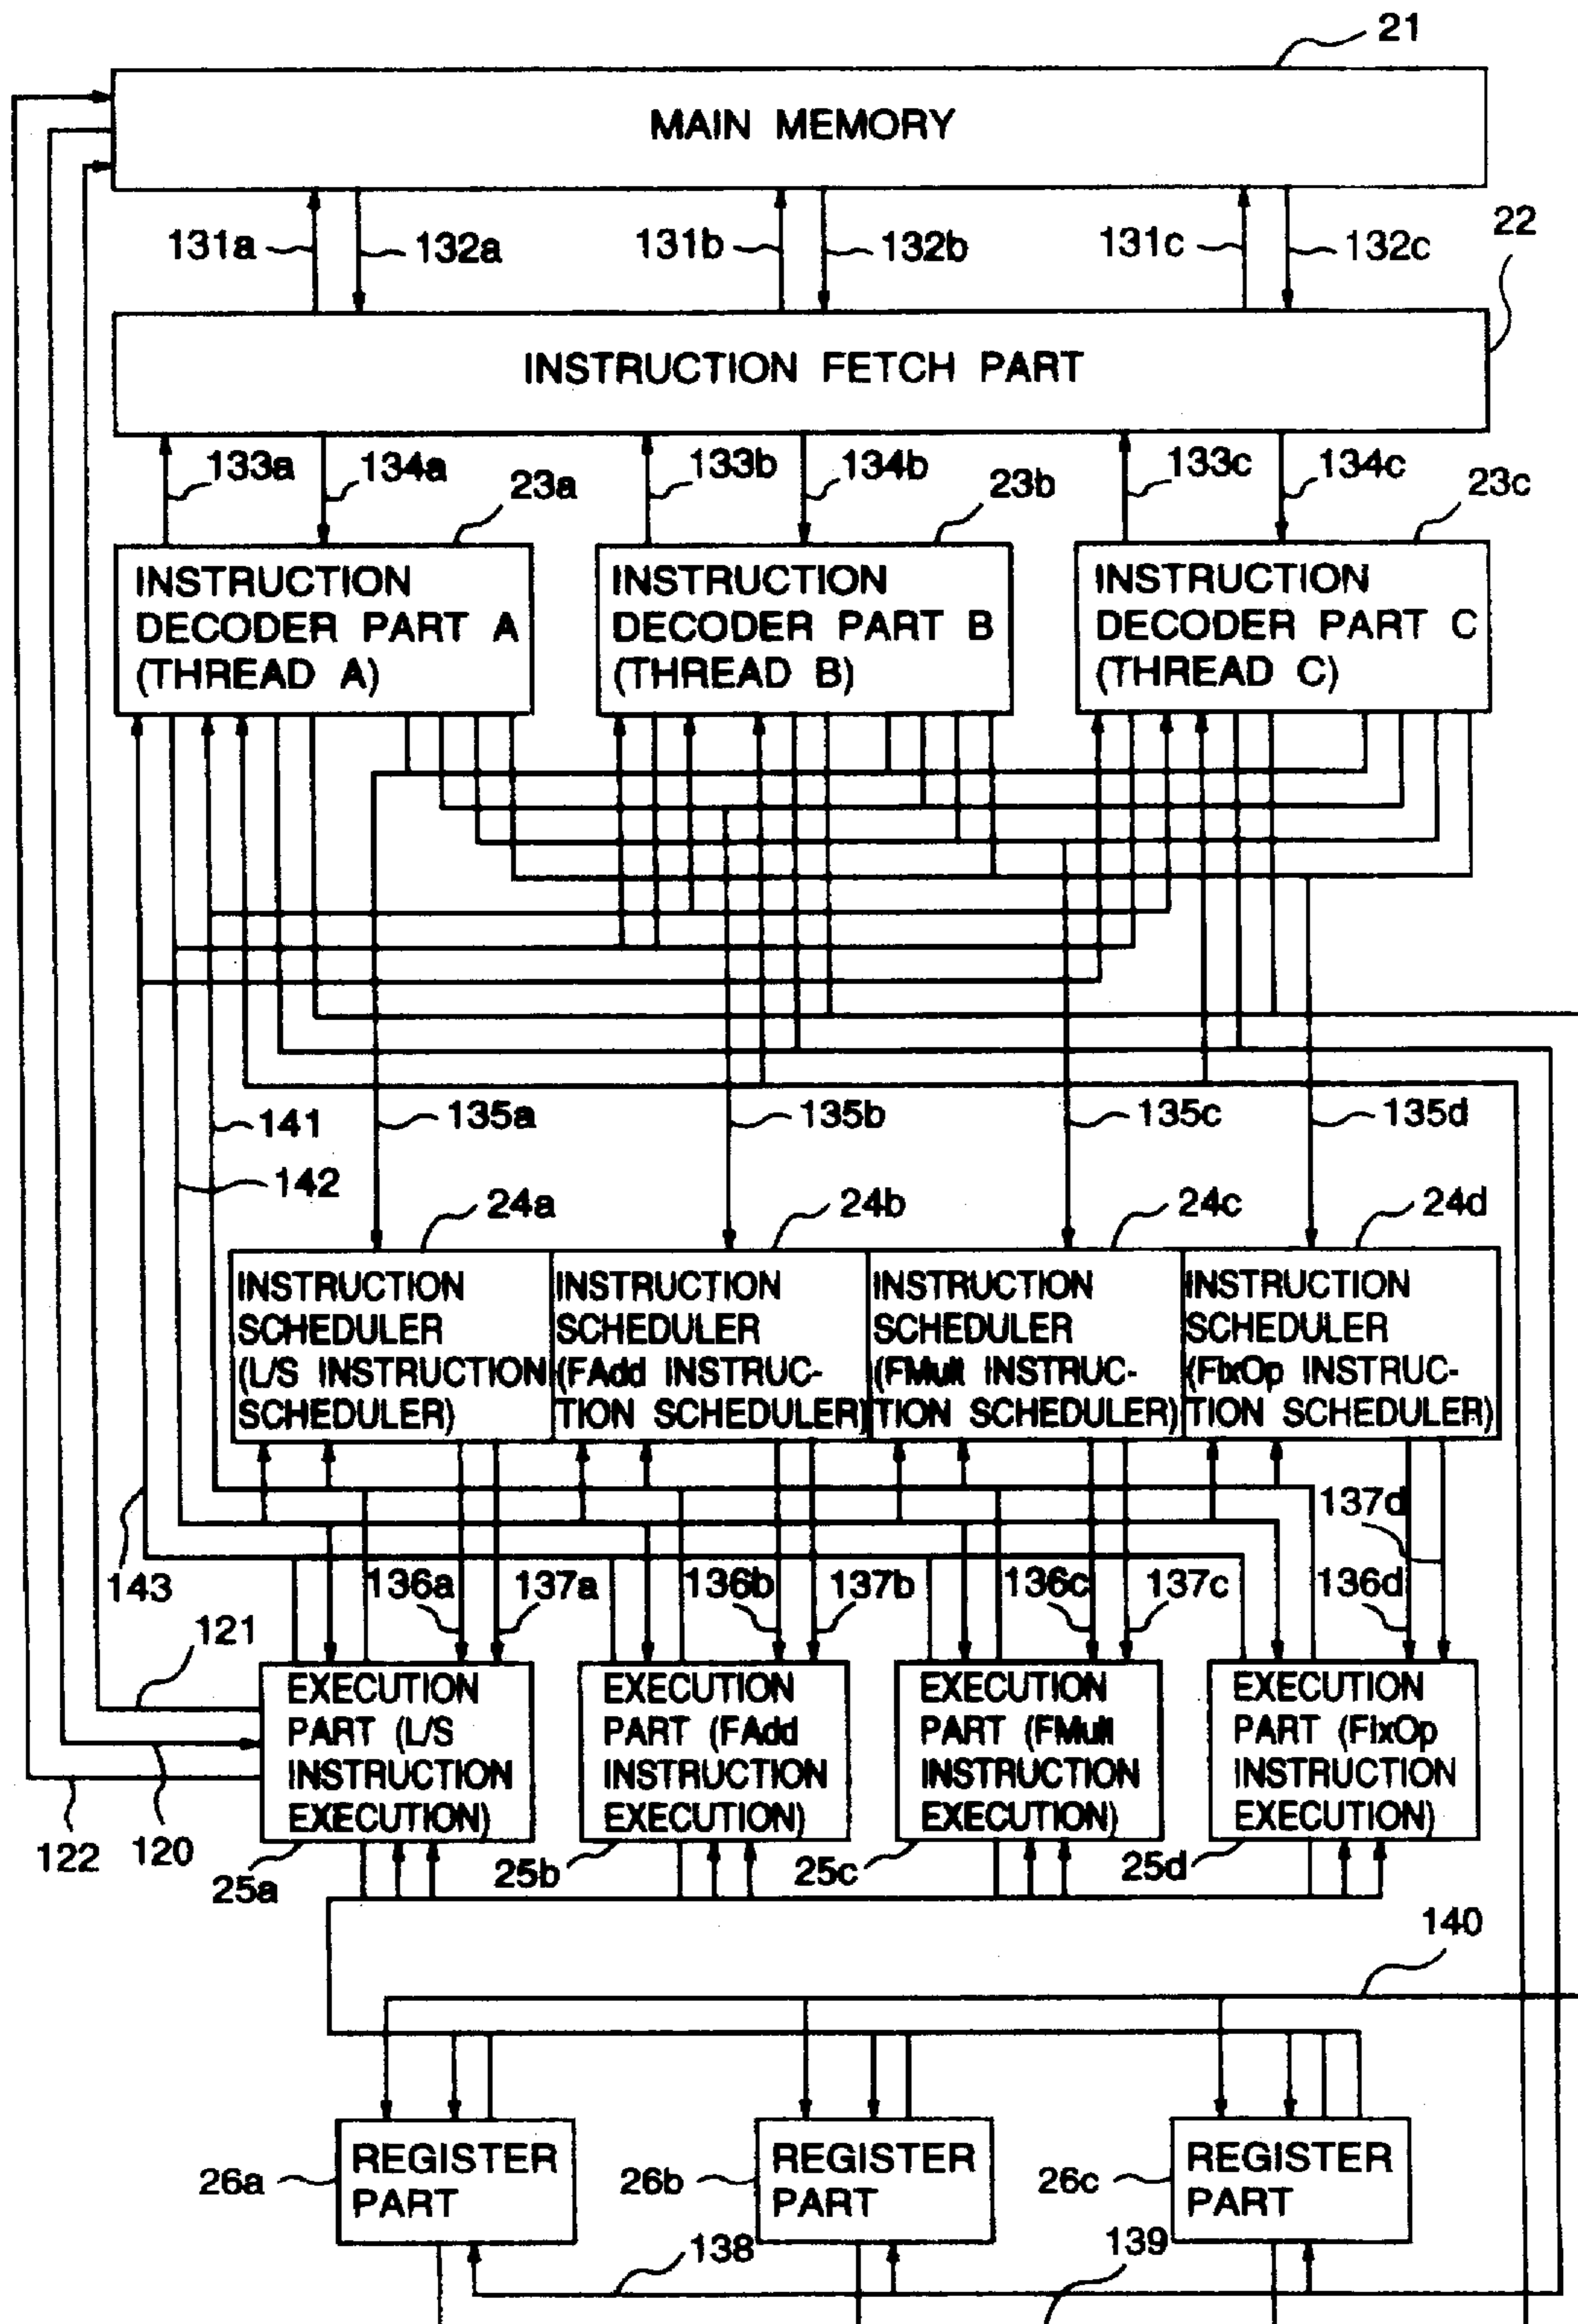 21
MAIN MEMORY
131a
132a
131b
132b
131c
132c
22
INSTRUCTION FETCH PART
133a
134a
23a
133b
134b
23b
133c
134c
23c
INSTRUCTION
DECODER PART A
(THREAD A)
INSTRUCTION
DECODER PART B
(THREAD B)
INSTRUCTION
DECODER PART C
(THREAD C)
141
135a
135b
135c
135d
142
24a
24b
24c
24d
INSTRUCTION
SCHEDULER
(L/S INSTRUCTION
SCHEDULER)
INSTRUCTION
SCHEDULER
(FAdd INSTRUC-
TION SCHEDULER)
INSTRUCTION
SCHEDULER
(FMult INSTRUC-
TION SCHEDULER)
INSTRUCTION
SCHEDULER
(FixOp INSTRUC-
TION SCHEDULER)
137d
143
136a
137a
136b
137b
136c
137c
136d
121
EXECUTION
PART (L/S
INSTRUCTION
EXECUTION)
EXECUTION
PART (FAdd
INSTRUCTION
EXECUTION)
EXECUTION
PART (FMult
INSTRUCTION
EXECUTION)
EXECUTION
PART (FixOp
INSTRUCTION
EXECUTION)
122
120
25a
25b
25c
25d
140
26a
REGISTER
PART
26b
REGISTER
PART
26c
REGISTER
PART
138
139